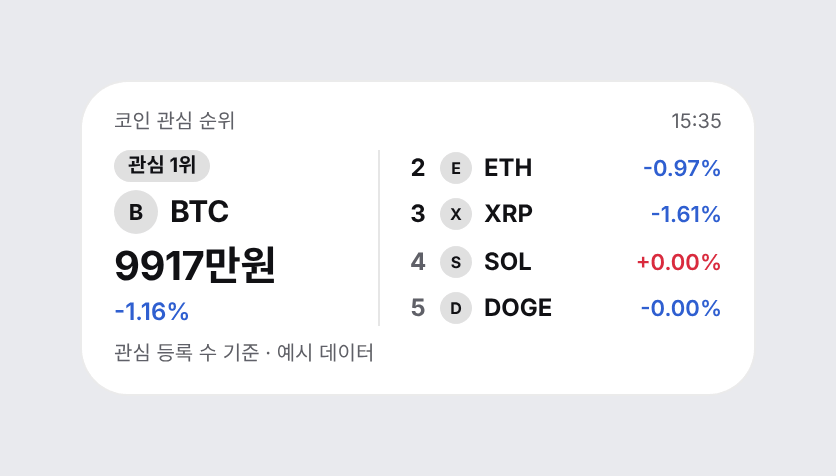 코인 관심 순위
15:35
관심 1위
B BTC
9917만원
-1.16%
2 E ETH -0.97%
3 X XRP -1.61%
4 S SOL +0.00%
5 D DOGE -0.00%
관심 등록 수 기준 · 예시 데이터